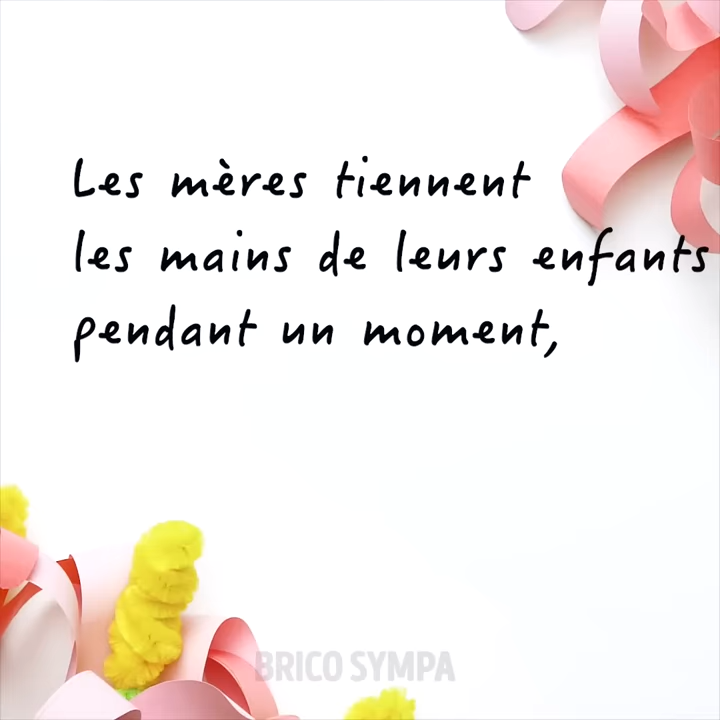 Les mères tiennent
les mains de leurs enfants
pendant un moment,
BRICO SYMPA